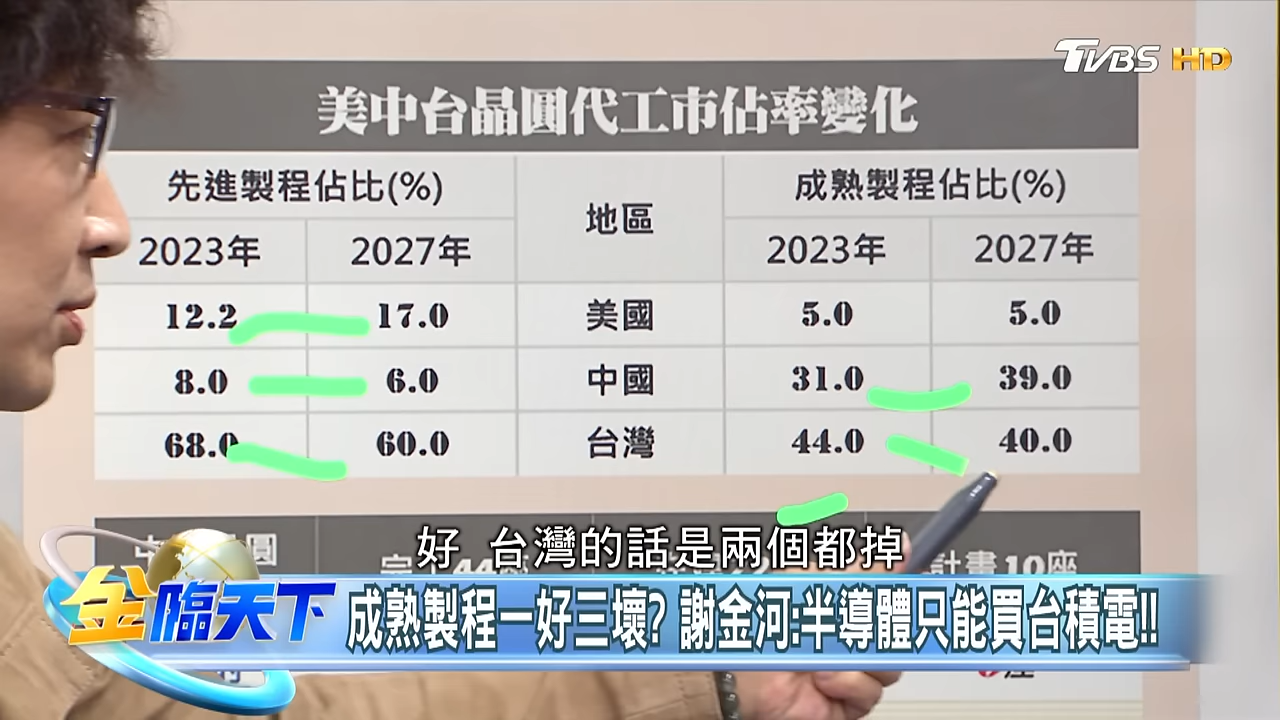 TVBS HD
美中台晶圓代工市佔率變化
先進製程佔比(%) 地區 成熟製程佔比(%)
2023年 2027年 2023年 2027年
12.2 17.0 美國 5.0 5.0
8.0 6.0 中國 31.0 39.0
68.0 60.0 台灣 44.0 40.0
計畫10座
好 台灣的話是兩個都掉
金臨天下
成熟製程一好三壞? 謝金河:半導體只能買台積電!!